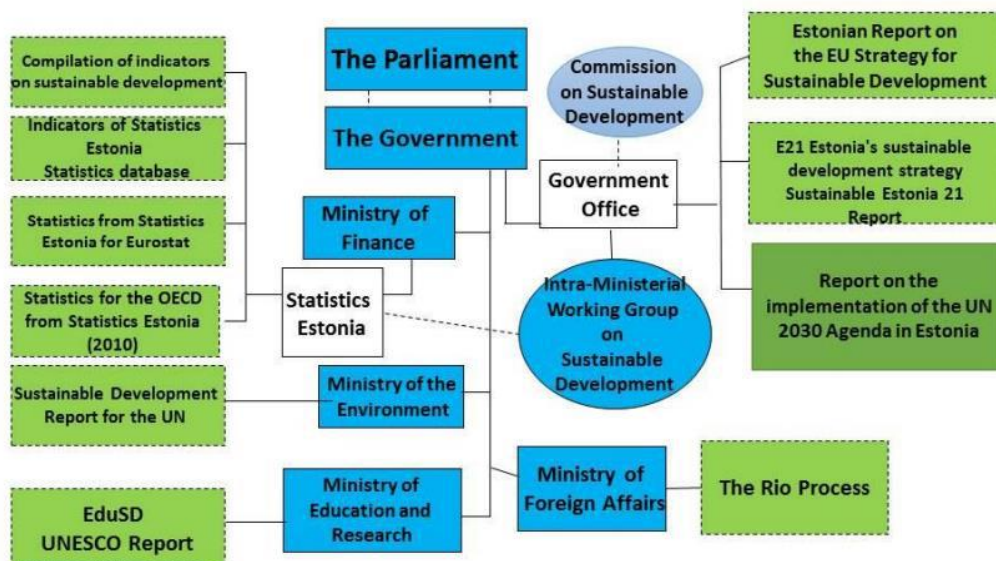 Compilation of indicators
on sustainable development
Indicators of Statistics
Estonia
Statistics database
Statistics from Statistics
Estonia for Eurostat
Statistics for the OECD
from Statistics Estonia
(2010)
Sustainable Development
Report for the UN
EduSD
UNESCO Report
The Parliament
The Government
Ministry of
Finance
Statistics
Estonia
Ministry of the
Environment
Ministry of
Education and
Research
Commission
on Sustainable
Development
Government
Office
Intra-Ministerial
Working Group
on
Sustainable
Development
Ministry of
Foreign Affairs
Estonian Report on
the EU Strategy for
Sustainable Development
E21 Estonia's sustainable
development strategy
Sustainable Estonia 21
Report
Report on the
implementation of the UN
2030 Agenda in Estonia
The Rio Process